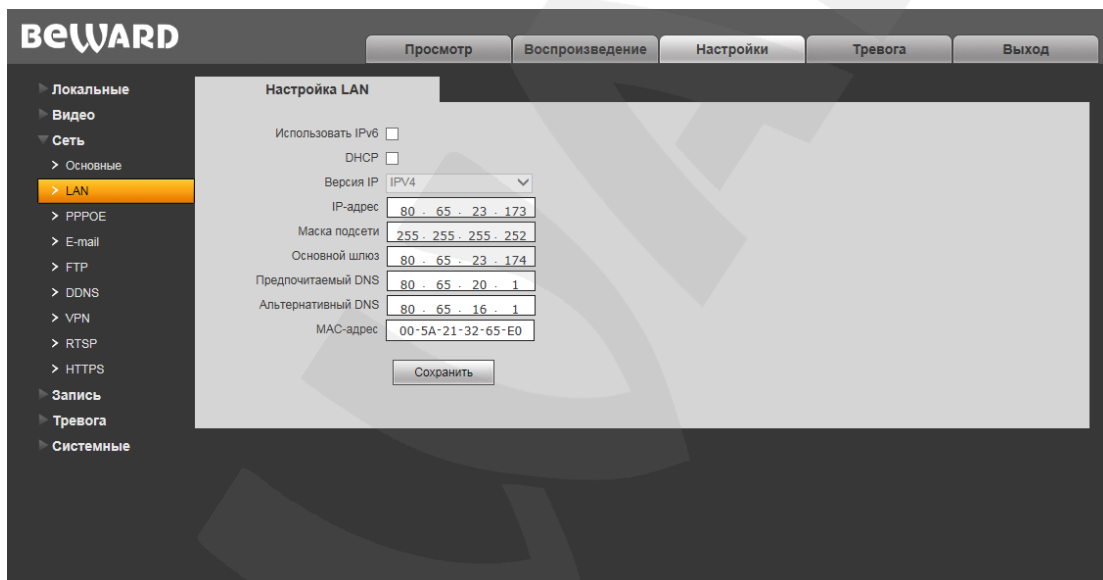 BEWARD
Просмотр Воспроизведение Настройки Тревога Выход
Локальные
Видео
Сеть
Основные
LAN
PPPOE
E-mail
FTP
DDNS
VPN
RTSP
HTTPS
Запись
Тревога
Системные
Настройка LAN
Использовать IPv6
DHCP
Версия IP IPV4
IP-адрес 80 . 65 . 23 . 173
Маска подсети 255 . 255 . 255 . 252
Основной шлюз 80 . 65 . 23 . 174
Предпочитаемый DNS 80 . 65 . 20 . 1
Альтернативный DNS 80 . 65 . 16 . 1
MAC-адрес 00-5A-21-32-65-E0
Сохранить